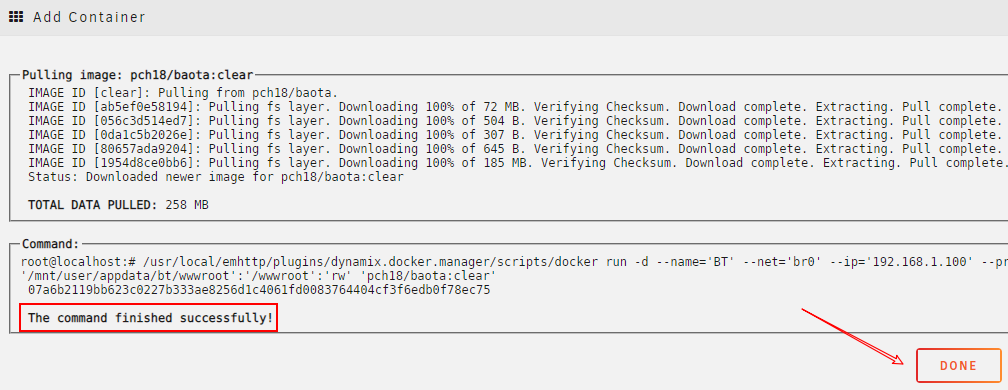 Add Container
Pulling image: pch18/baota:clear
IMAGE ID [clear]: Pulling from pch18/baota.
IMAGE ID [ab5ef0e58194]: Pulling fs layer. Downloading 100% of 72 MB. Verifying Checksum. Download complete. Extracting. Pull complete.
IMAGE ID [056c3d514ed7]: Pulling fs layer. Downloading 100% of 504 B. Verifying Checksum. Download complete. Extracting. Pull complete.
IMAGE ID [0da1c5b2026e]: Pulling fs layer. Downloading 100% of 307 B. Verifying Checksum. Download complete. Extracting. Pull complete.
IMAGE ID [80657ada9204]: Pulling fs layer. Downloading 100% of 645 B. Verifying Checksum. Download complete. Extracting. Pull complete.
IMAGE ID [1954d8ce0bb6]: Pulling fs layer. Downloading 100% of 185 MB. Verifying Checksum. Download complete. Extracting. Pull complete.
Status: Downloaded newer image for pch18/baota:clear
TOTAL DATA PULLED: 258 MB
Command:
root@localhost:# /usr/local/emhttp/plugins/dynamix.docker.manager/scripts/docker run -d --name='BT' --net='br0' --ip='192.168.1.100' --pr
'/mnt/user/appdata/bt/wwwroot':'/wwwroot':'rw' 'pch18/baota:clear'
07a6b2119bb623c0227b333ae8256d1c4061fd0083764404cf3f6edb0f78ec75
The command finished successfully!
DONE